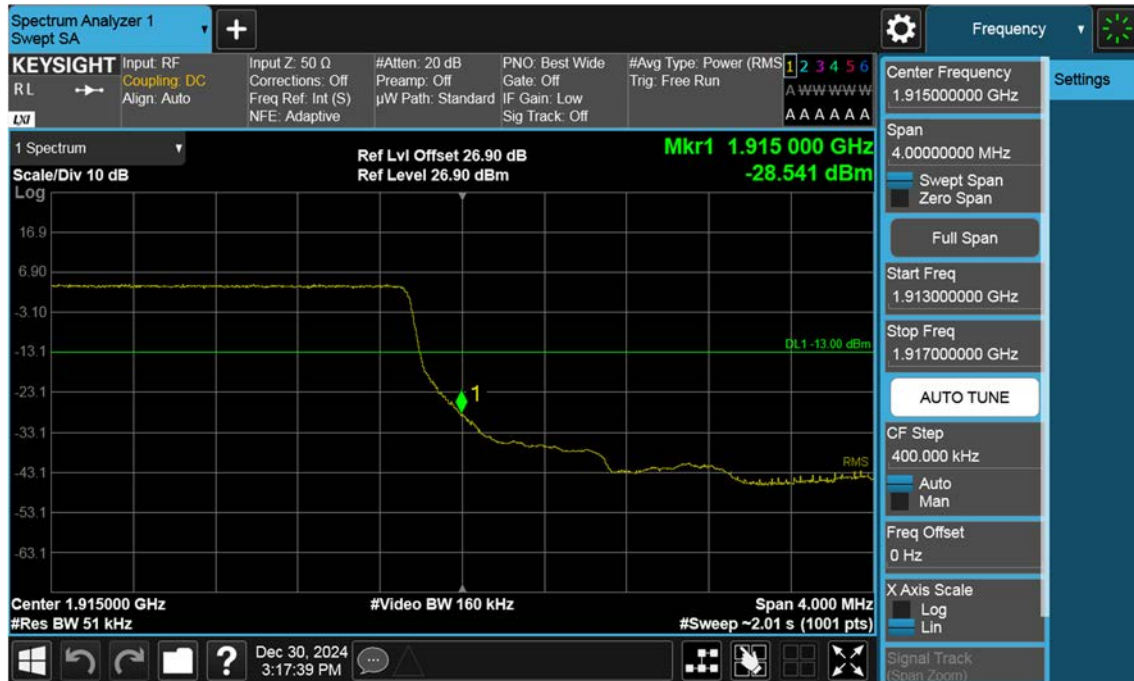 Spectrum Analyzer 1
Swept SA
Frequency
KEYSIGHT
RL
LXI
Input: RF
Coupling: DC
Align: Auto
Input Z: 50 Ω
Corrections: Off
Freq Ref: Int (S)
NFE: Adaptive
#Atten: 20 dB
Preamp: Off
µW Path: Standard
PNO: Best Wide
Gate: Off
IF Gain: Low
Sig Track: Off
#Avg Type: Power (RMS
Trig: Free Run
1 2 3 4 5 6
A W W W W W
A A A A A A
1 Spectrum
Scale/Div 10 dB
Ref Lvl Offset 26.90 dB
Ref Level 26.90 dBm
Mkr1 1.915 000 GHz
-28.541 dBm
Log
16.9
6.90
-3.10
-13.1
DL1 -13.00 dBm
-23.1
1
-33.1
-43.1
RMS
-53.1
-63.1
Center 1.915000 GHz
#Video BW 160 kHz
Span 4.000 MHz
#Res BW 51 kHz
#Sweep ~2.01 s (1001 pts)
?
Dec 30, 2024
3:17:39 PM
Center Frequency
1.915000000 GHz
Span
4.00000000 MHz
Swept Span
Zero Span
Full Span
Start Freq
1.913000000 GHz
Stop Freq
1.917000000 GHz
AUTO TUNE
CF Step
400.000 kHz
Auto
Man
Freq Offset
0 Hz
X Axis Scale
Log
Lin
Signal Track
(Span Zoom)
Settings